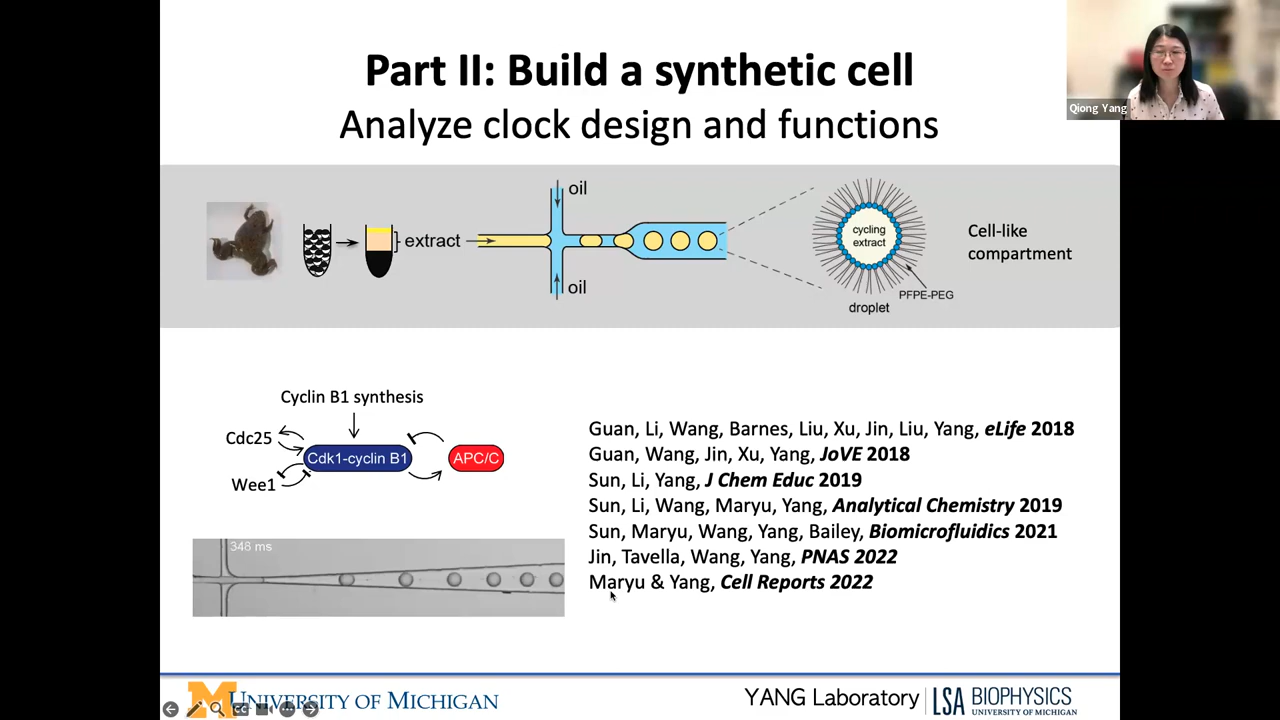 Part II: Build a synthetic cell
Analyze clock design and functions
Qiong Yang
oil
extract
oil
cycling
extract
PFPE-PEG
droplet
Cell-like
compartment
Cyclin B1 synthesis
Cdc25
Cdk1-cyclin B1
APC/C
Wee1
348 ms
Guan, Li, Wang, Barnes, Liu, Xu, Jin, Liu, Yang, eLife 2018
Guan, Wang, Jin, Xu, Yang, JoVE 2018
Sun, Li, Yang, J Chem Educ 2019
Sun, Li, Wang, Maryu, Yang, Analytical Chemistry 2019
Sun, Maryu, Wang, Yang, Bailey, Biomicrofluidics 2021
Jin, Tavella, Wang, Yang, PNAS 2022
Maryu & Yang, Cell Reports 2022
M UNIVERSITY OF MICHIGAN
YANG Laboratory
LSA BIOPHYSICS
UNIVERSITY OF MICHIGAN